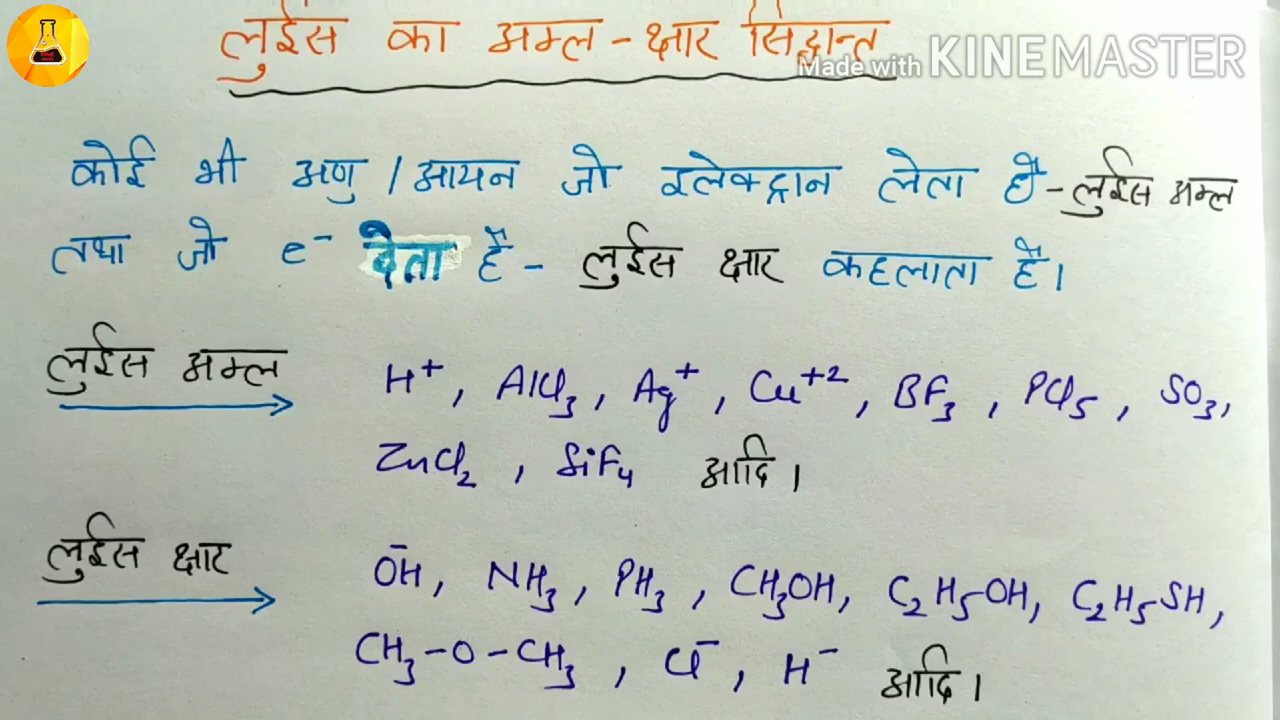 लुईस का अम्ल - क्षार सिद्धान्त
Made with KINEMASTER
कोई भी अणु / आयन जो इलेक्ट्रान लेता है - लुईस अम्ल
तथा जो e⁻ देता है - लुईस क्षार कहलाता है।
लुईस अम्ल → H⁺, AlCl₃, Ag⁺, Cu⁺², BF₃, PCl₅, SO₃,
ZnCl₂, SiF₄ आदि।
लुईस क्षार → ŌH, NH₃, PH₃, CH₃OH, C₂H₅OH, C₂H₅SH,
CH₃-O-CH₃, Cl⁻, H⁻ आदि।